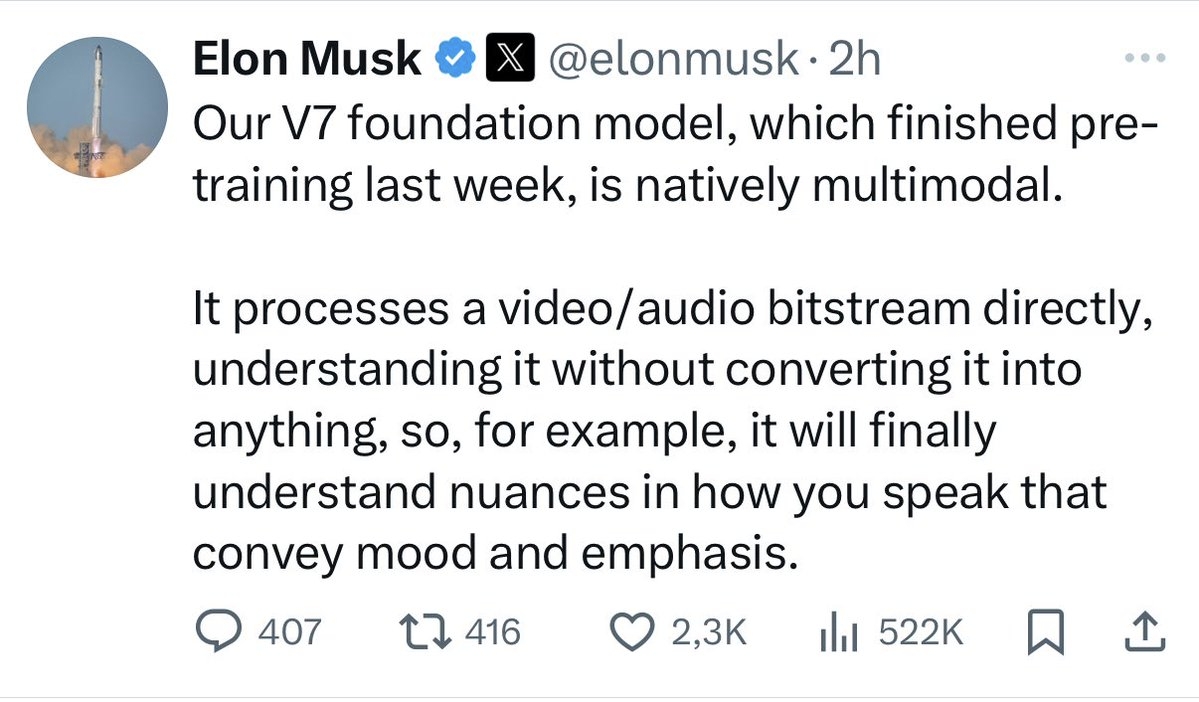 Elon Musk X @elonmusk · 2h
Our V7 foundation model, which finished pre-
training last week, is natively multimodal.
It processes a video/audio bitstream directly,
understanding it without converting it into
anything, so, for example, it will finally
understand nuances in how you speak that
convey mood and emphasis.
407 416 2,3K 522K